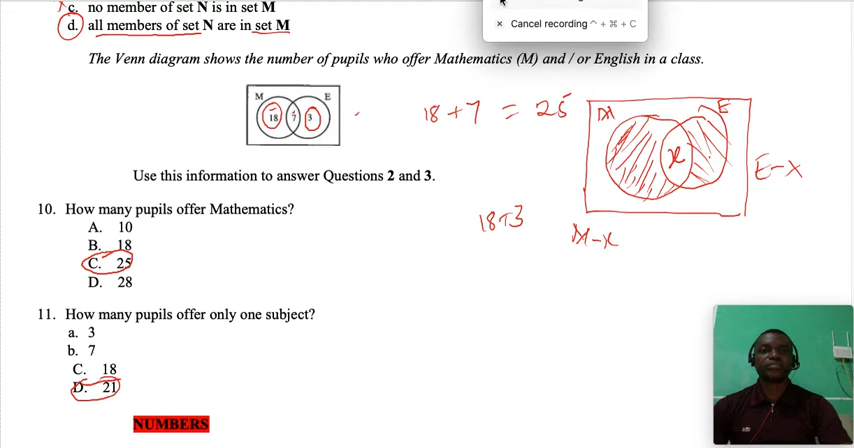 c. no member of set N is in set M
d. all members of set N are in set M
× Cancel recording ^ + ⌘ + C
The Venn diagram shows the number of pupils who offer Mathematics (M) and / or English in a class.
M E
18 7 3
18 + 7 = 25
M E
x
E - x
M - x
18+3
Use this information to answer Questions 2 and 3.
10. How many pupils offer Mathematics?
A. 10
B. 18
C. 25
D. 28
11. How many pupils offer only one subject?
a. 3
b. 7
C. 18
D. 21
NUMBERS